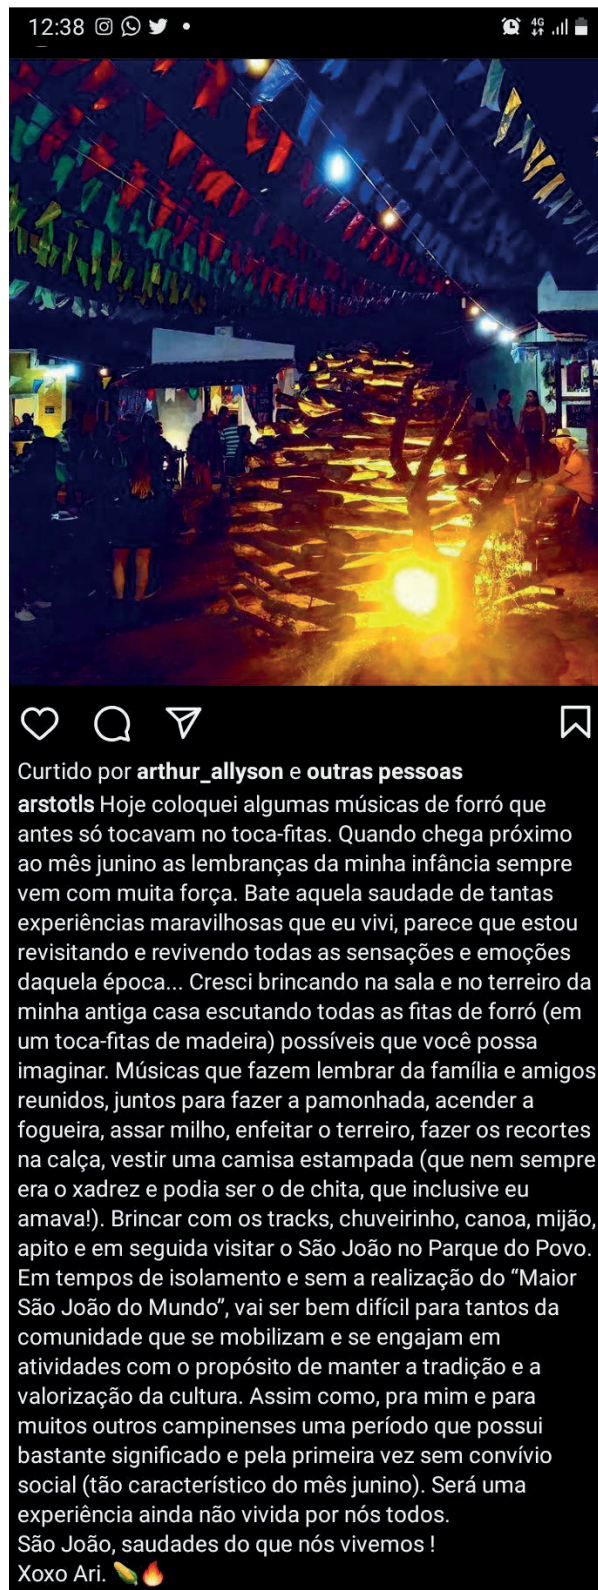 12:38
4G
Curtido por arthur_allyson e outras pessoas
arstotls Hoje coloquei algumas músicas de forró que
antes só tocavam no toca-fitas. Quando chega próximo
ao mês junino as lembranças da minha infância sempre
vem com muita força. Bate aquela saudade de tantas
experiências maravilhosas que eu vivi, parece que estou
revisitando e revivendo todas as sensações e emoções
daquela época... Cresci brincando na sala e no terreiro da
minha antiga casa escutando todas as fitas de forró (em
um toca-fitas de madeira) possíveis que você possa
imaginar. Músicas que fazem lembrar da família e amigos
reunidos, juntos para fazer a pamonhada, acender a
fogueira, assar milho, enfeitar o terreiro, fazer os recortes
na calça, vestir uma camisa estampada (que nem sempre
era o xadrez e podia ser o de chita, que inclusive eu
amava!). Brincar com os tracks, chuveirinho, canoa, mijão,
apito e em seguida visitar o São João no Parque do Povo.
Em tempos de isolamento e sem a realização do “Maior
São João do Mundo”, vai ser bem difícil para tantos da
comunidade que se mobilizam e se engajam em
atividades com o propósito de manter a tradição e a
valorização da cultura. Assim como, pra mim e para
muitos outros campinenses uma período que possui
bastante significado e pela primeira vez sem convívio
social (tão característico do mês junino). Será uma
experiência ainda não vivida por nós todos.
São João, saudades do que nós vivemos !
Xoxo Ari. 🌽🔥